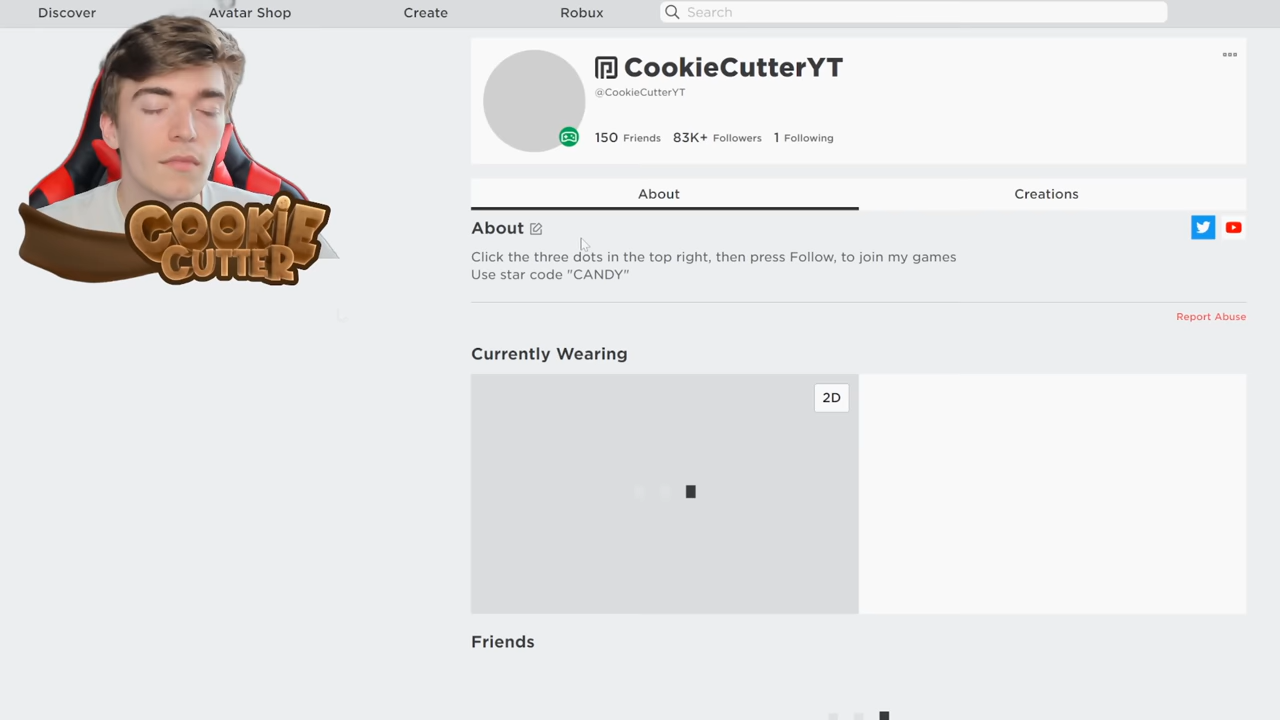 Discover Avatar Shop Create Robux Search
CookieCutterYT
@CookieCutterYT
150 Friends 83K+ Followers 1 Following
COOKIE
CUTTER
About Creations
About
Click the three dots in the top right, then press Follow, to join my games
Use star code "CANDY"
Report Abuse
Currently Wearing
2D
Friends